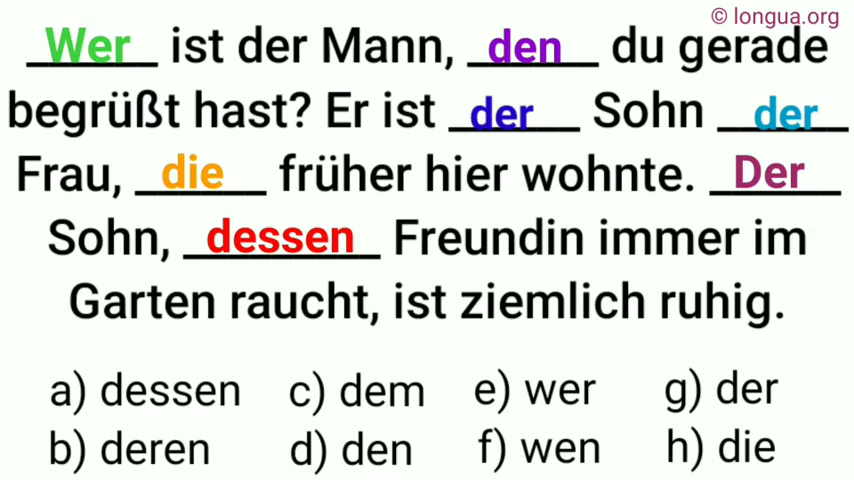 © longua.org
Wer ist der Mann, den du gerade
begrüßt hast? Er ist der Sohn der
Frau, die früher hier wohnte. Der
Sohn, dessen Freundin immer im
Garten raucht, ist ziemlich ruhig.
a) dessen c) dem e) wer g) der
b) deren d) den f) wen h) die